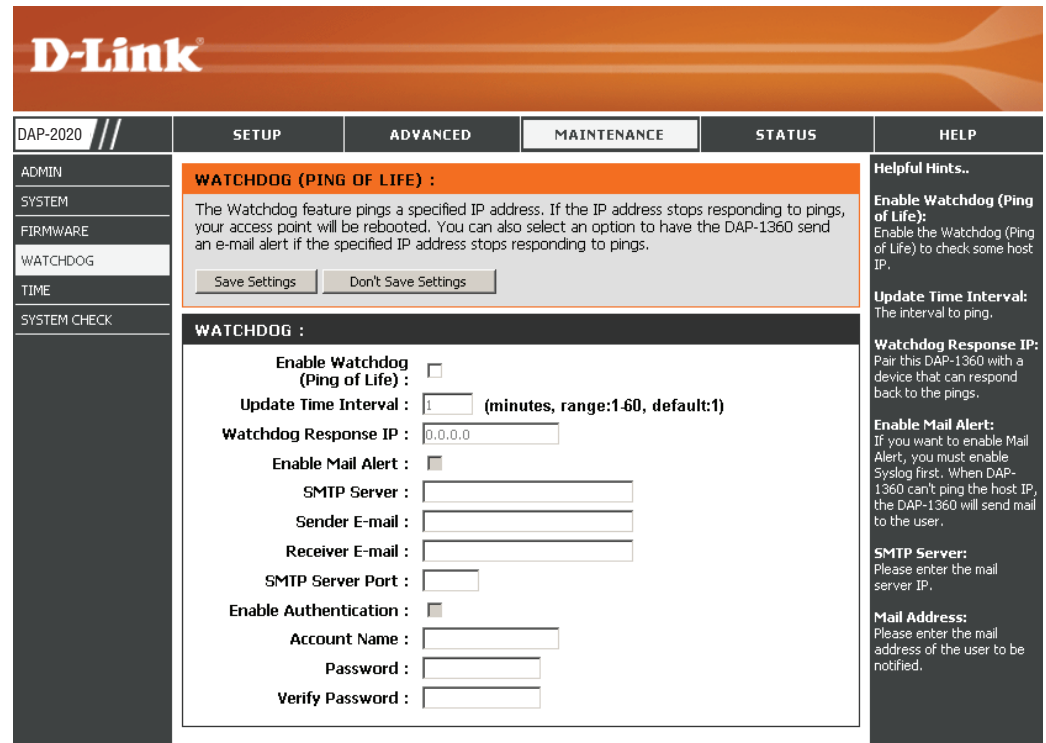 D-Link
DAP-2020
SETUP
ADVANCED
MAINTENANCE
STATUS
HELP
ADMIN
SYSTEM
FIRMWARE
WATCHDOG
TIME
SYSTEM CHECK
WATCHDOG (PING OF LIFE) :
The Watchdog feature pings a specified IP address. If the IP address stops responding to pings,
your access point will be rebooted. You can also select an option to have the DAP-1360 send
an e-mail alert if the specified IP address stops responding to pings.
Save Settings
Don't Save Settings
WATCHDOG :
Enable Watchdog
(Ping of Life) :
Update Time Interval : 1 (minutes, range:1-60, default:1)
Watchdog Response IP : 0.0.0.0
Enable Mail Alert :
SMTP Server :
Sender E-mail :
Receiver E-mail :
SMTP Server Port :
Enable Authentication :
Account Name :
Password :
Verify Password :
Helpful Hints..
Enable Watchdog (Ping
of Life):
Enable the Watchdog (Ping
of Life) to check some host
IP.
Update Time Interval:
The interval to ping.
Watchdog Response IP:
Pair this DAP-1360 with a
device that can respond
back to the pings.
Enable Mail Alert:
If you want to enable Mail
Alert, you must enable
Syslog first. When DAP-
1360 can't ping the host IP,
the DAP-1360 will send mail
to the user.
SMTP Server:
Please enter the mail
server IP.
Mail Address:
Please enter the mail
address of the user to be
notified.